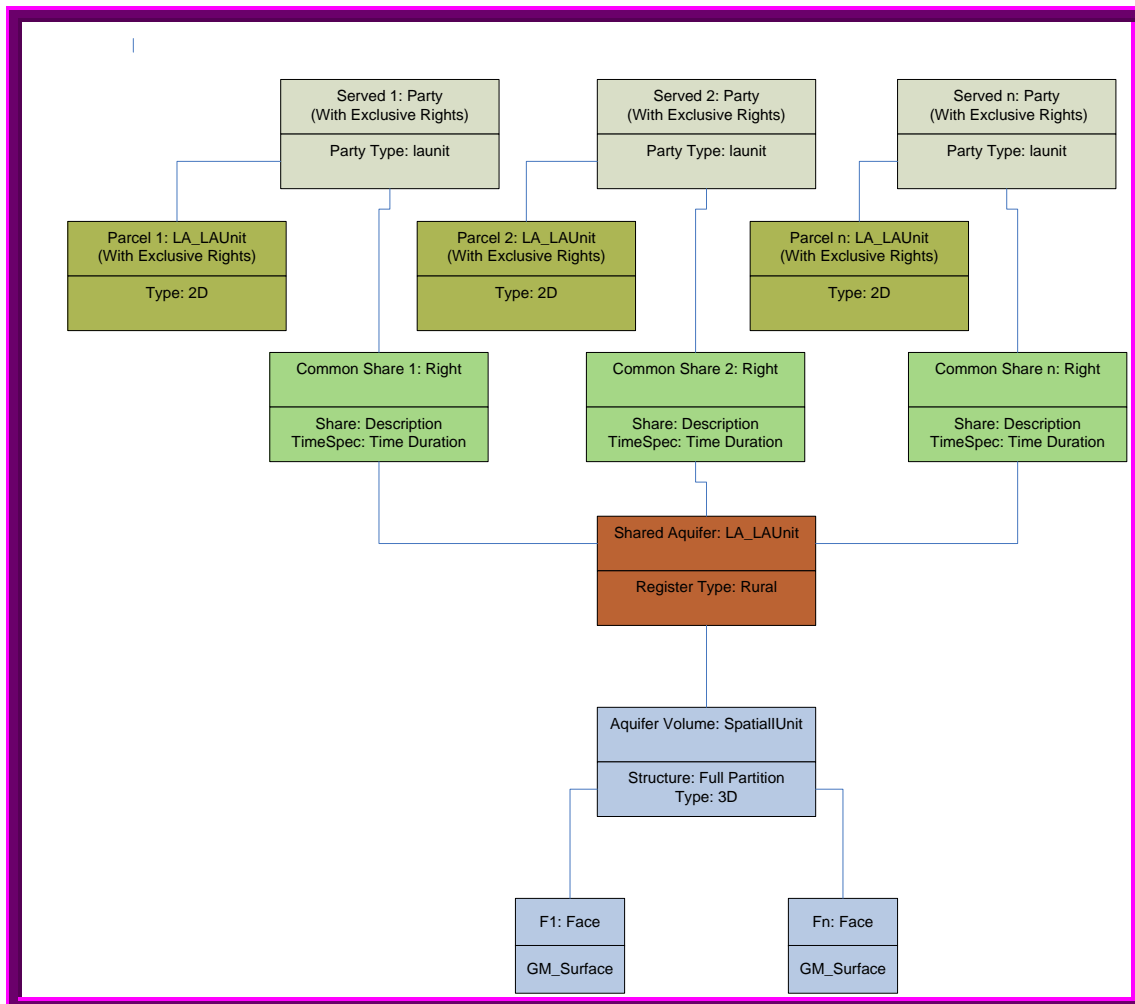 Served 1: Party
(With Exclusive Rights)
Party Type: launit
Served 2: Party
(With Exclusive Rights)
Party Type: launit
Served n: Party
(With Exclusive Rights)
Party Type: launit
Parcel 1: LA_LAUnit
(With Exclusive Rights)
Type: 2D
Parcel 2: LA_LAUnit
(With Exclusive Rights)
Type: 2D
Parcel n: LA_LAUnit
(With Exclusive Rights)
Type: 2D
Common Share 1: Right
Share: Description
TimeSpec: Time Duration
Common Share 2: Right
Share: Description
TimeSpec: Time Duration
Common Share n: Right
Share: Description
TimeSpec: Time Duration
Shared Aquifer: LA_LAUnit
Register Type: Rural
Aquifer Volume: SpatialIUnit
Structure: Full Partition
Type: 3D
F1: Face
GM_Surface
Fn: Face
GM_Surface